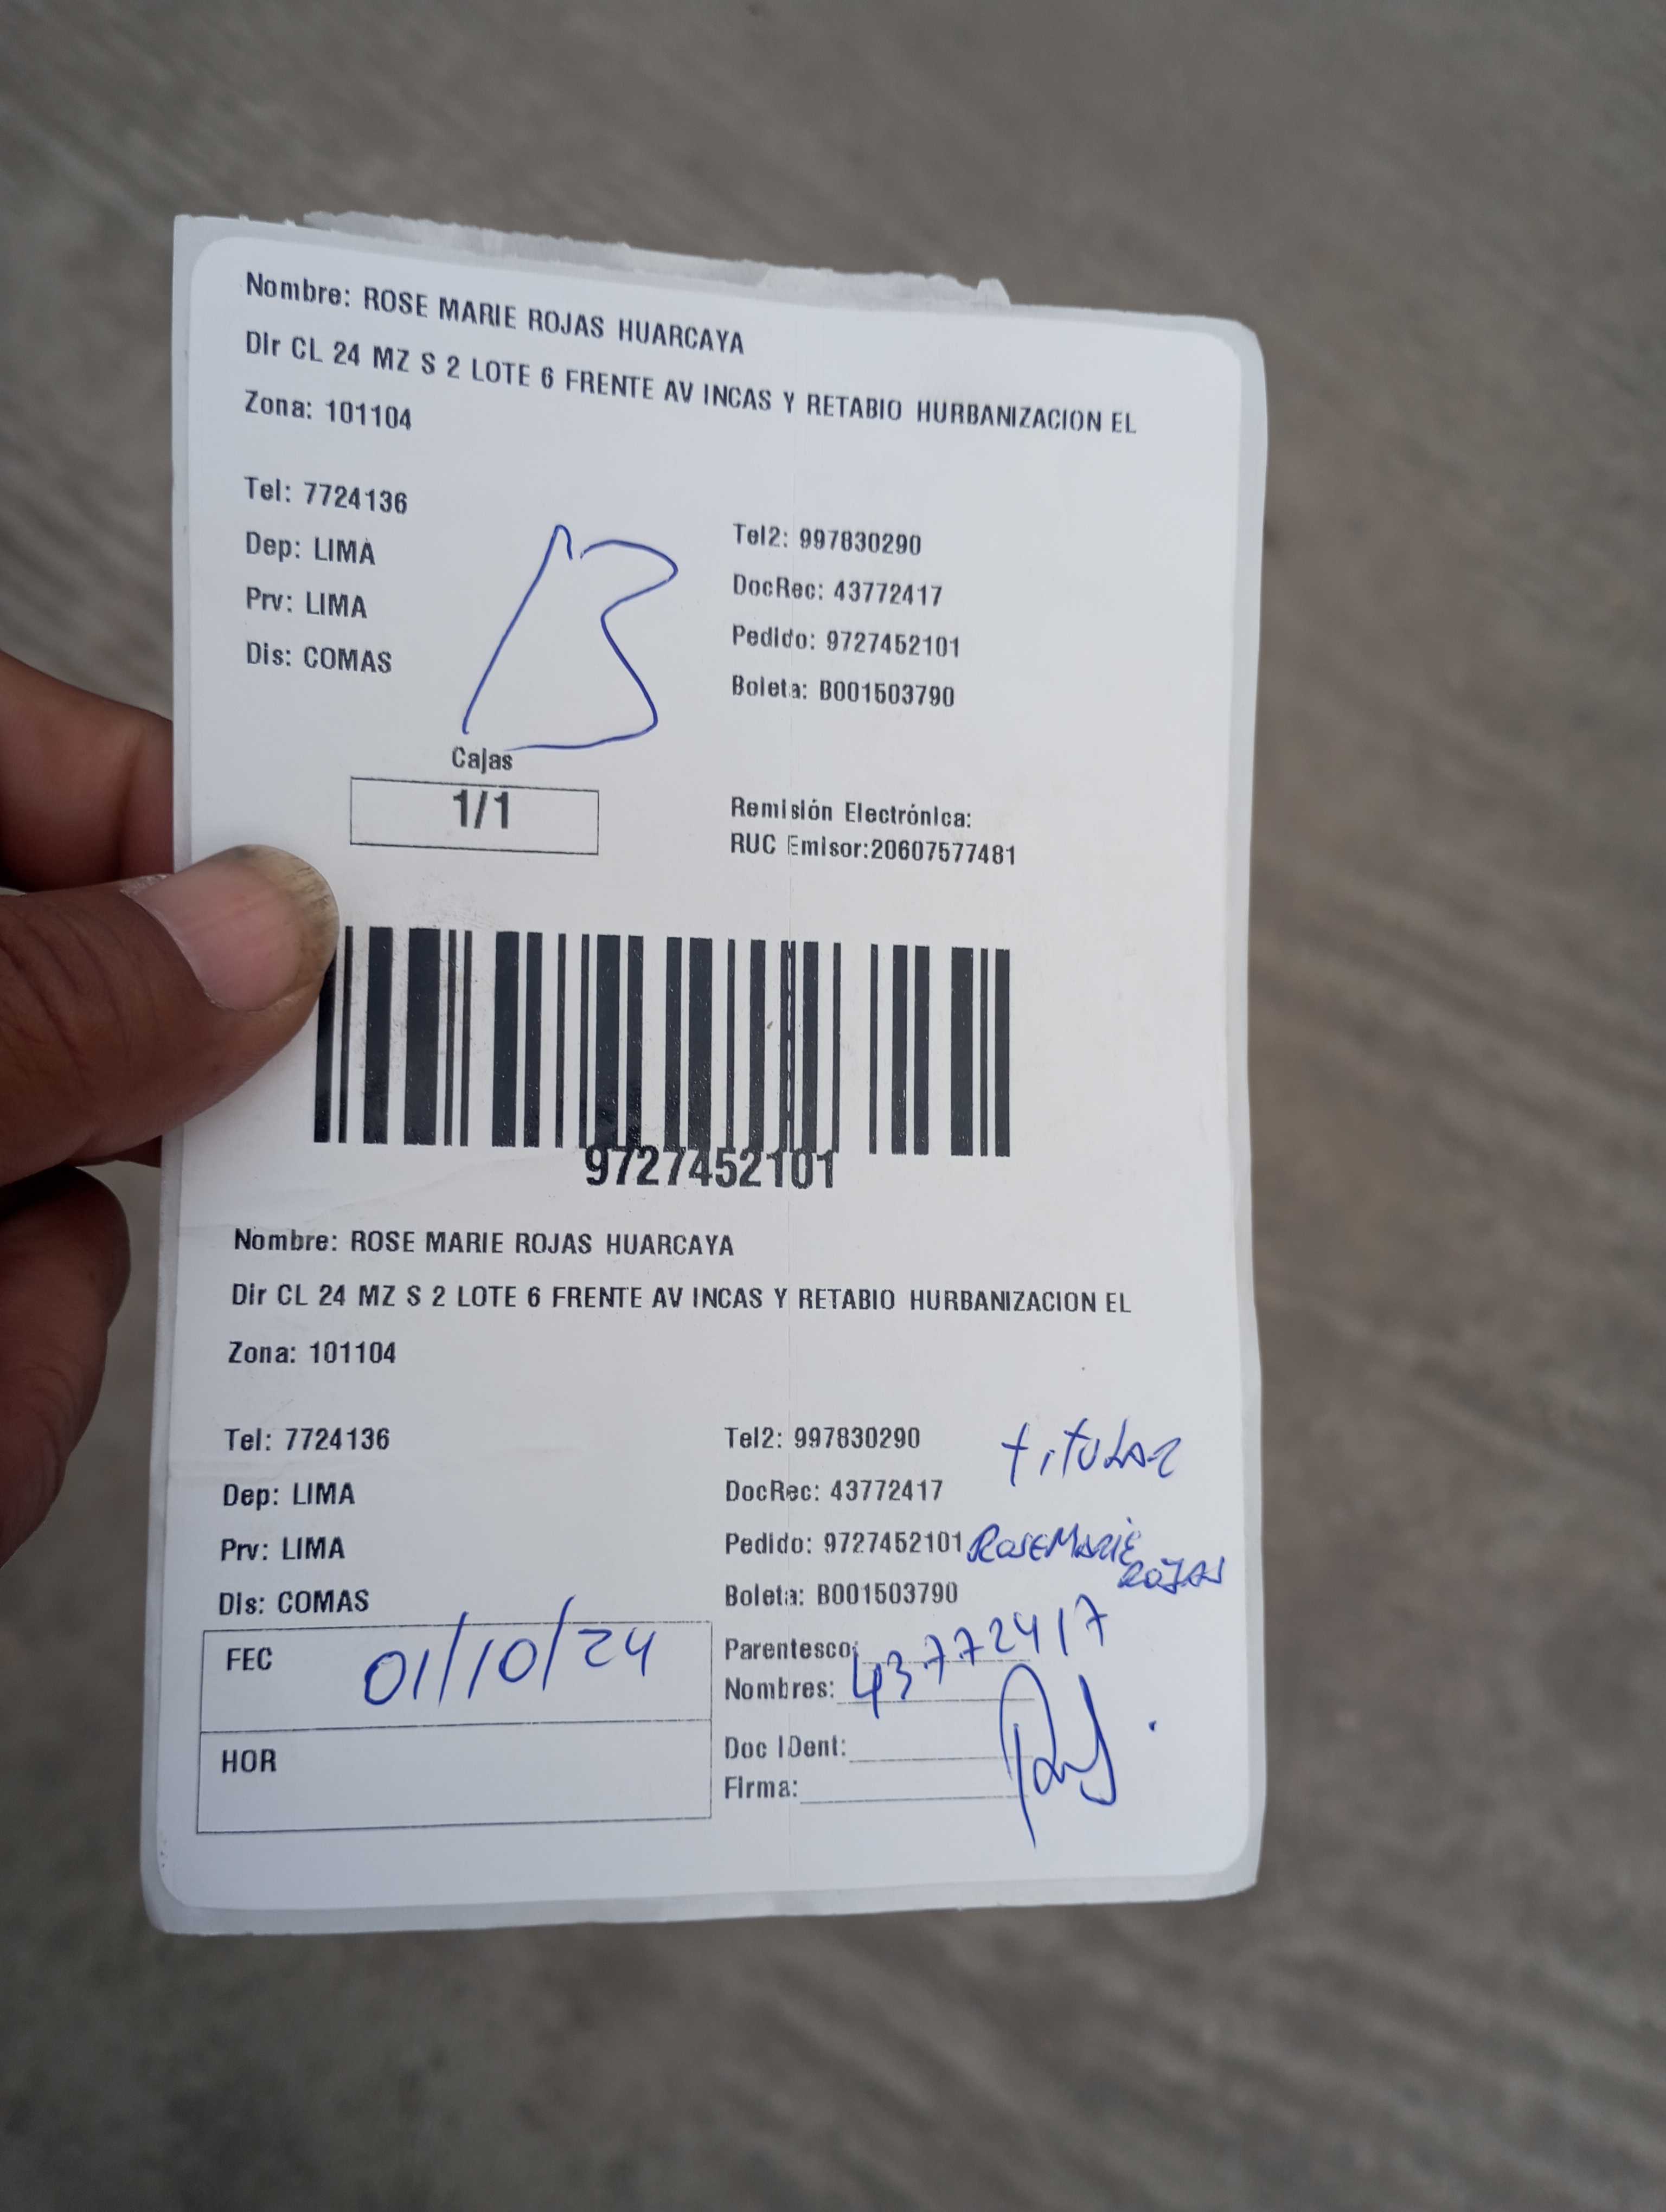 Nombre: ROSE MARIE ROJAS HUARCAYA
Dir CL 24 MZ S 2 LOTE 6 FRENTE AV INCAS Y RETABIO HURBANIZACION EL
Zona: 101104
Tel: 7724136
Tel2: 997830290
Dep: LIMA
DocRec: 43772417
Prv: LIMA
Pedido: 9727452101
Dis: COMAS
Boleta: B001503790
B
Cajas
1/1
Remisión Electrónica:
RUC Emisor:20607577481
9727452101
Nombre: ROSE MARIE ROJAS HUARCAYA
Dir CL 24 MZ S 2 LOTE 6 FRENTE AV INCAS Y RETABIO HURBANIZACION EL
Zona: 101104
Tel: 7724136
Tel2: 997830290 titular
Dep: LIMA
DocRec: 43772417
Prv: LIMA
Pedido: 9727452101 RoseMarie
Rojas
Dis: COMAS
Boleta: B001503790
FEC 01/10/24
Parentesco:
Nombres: 43772417
HOR
Doc IDent:
Firma: